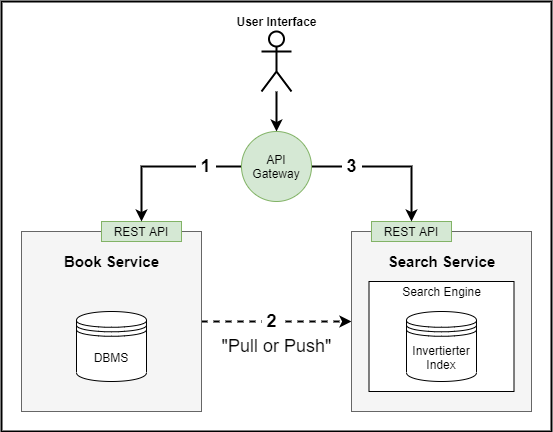 User Interface
API
Gateway
1
3
REST API
REST API
Book Service
Search Service
Search Engine
DBMS
2
"Pull or Push"
Invertierter
Index